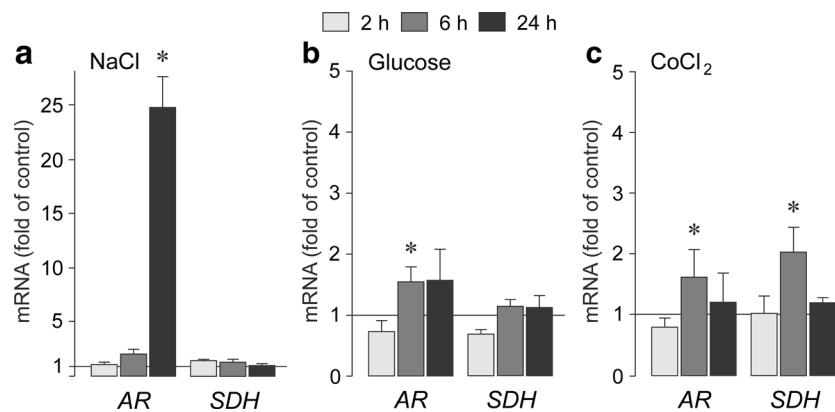 2 h 6 h 24 h
a NaCl
mRNA (fold of control)
25
20
15
10
5
1
*
AR SDH
b Glucose
mRNA (fold of control)
5
4
3
2
1
0
*
AR SDH
c CoCl₂
mRNA (fold of control)
5
4
3
2
1
0
* *
AR SDH